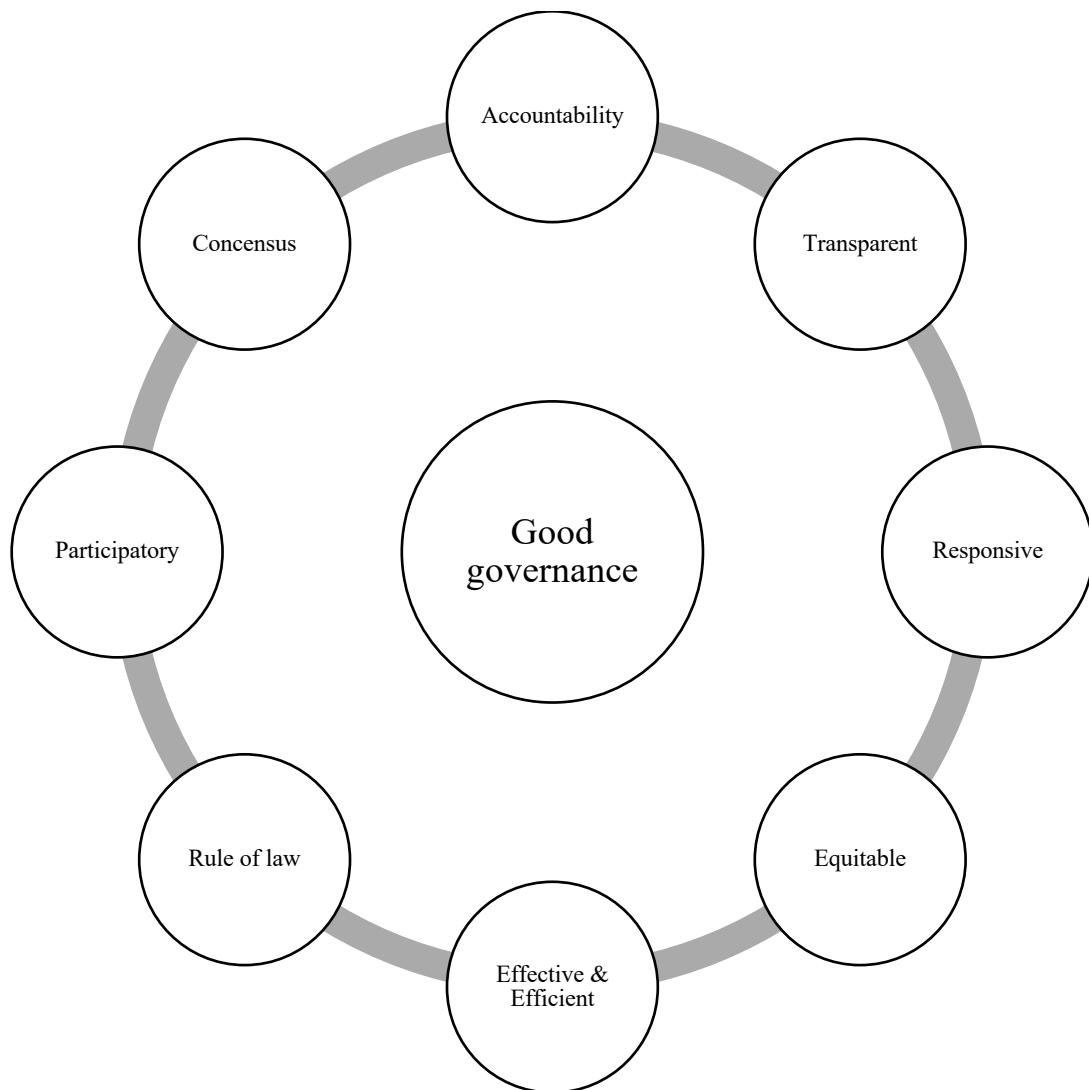 Accountability
Concensus
Transparent
Participatory
Good
governance
Responsive
Rule of law
Equitable
Effective &
Efficient